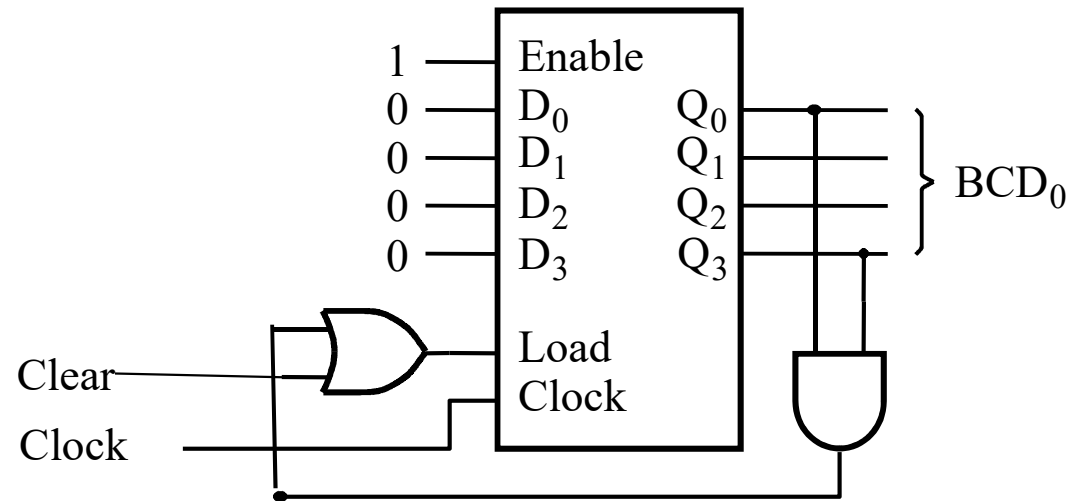 1 Enable
0 D0 Q0
0 D1 Q1
0 D2 Q2 BCD0
0 D3 Q3
Load
Clear
Clock
Clock